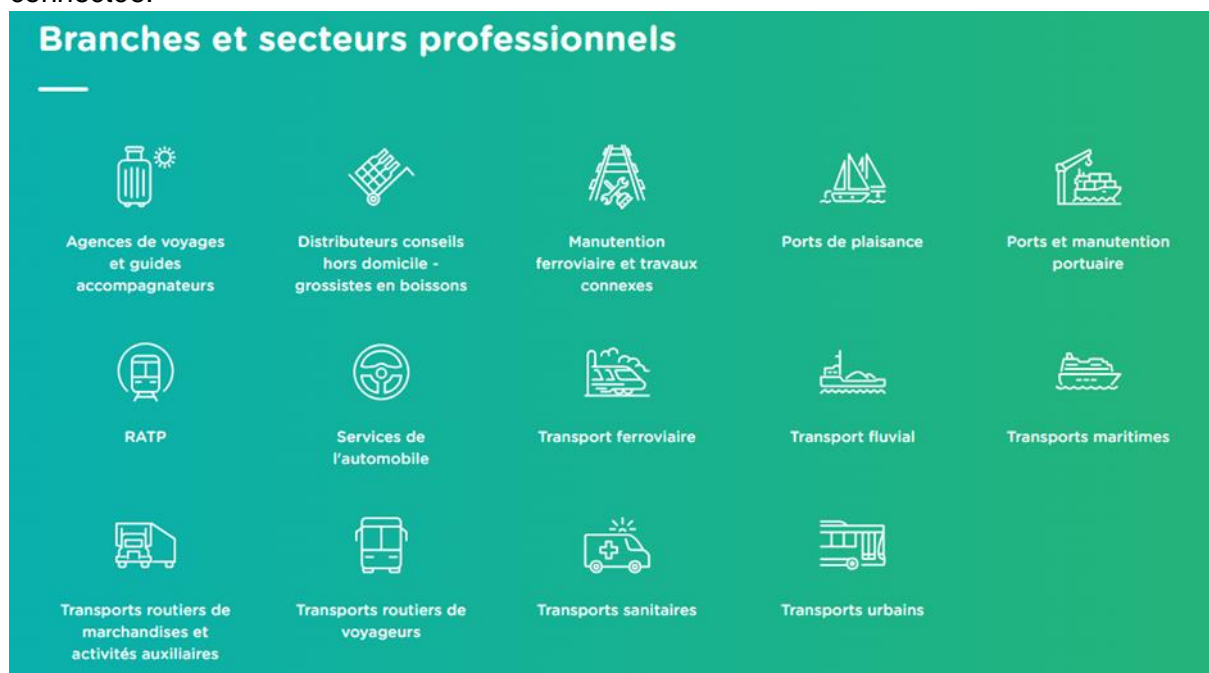 Branches et secteurs professionnels
Agences de voyages
et guides
accompagnateurs
Distributeurs conseils
hors domicile -
grossistes en boissons
Manutention
ferroviaire et travaux
connexes
Ports de plaisance
Ports et manutention
portuaire
RATP
Services de
l'automobile
Transport ferroviaire
Transport fluvial
Transports maritimes
Transports routiers de
marchandises et
activités auxiliaires
Transports routiers de
voyageurs
Transports sanitaires
Transports urbains